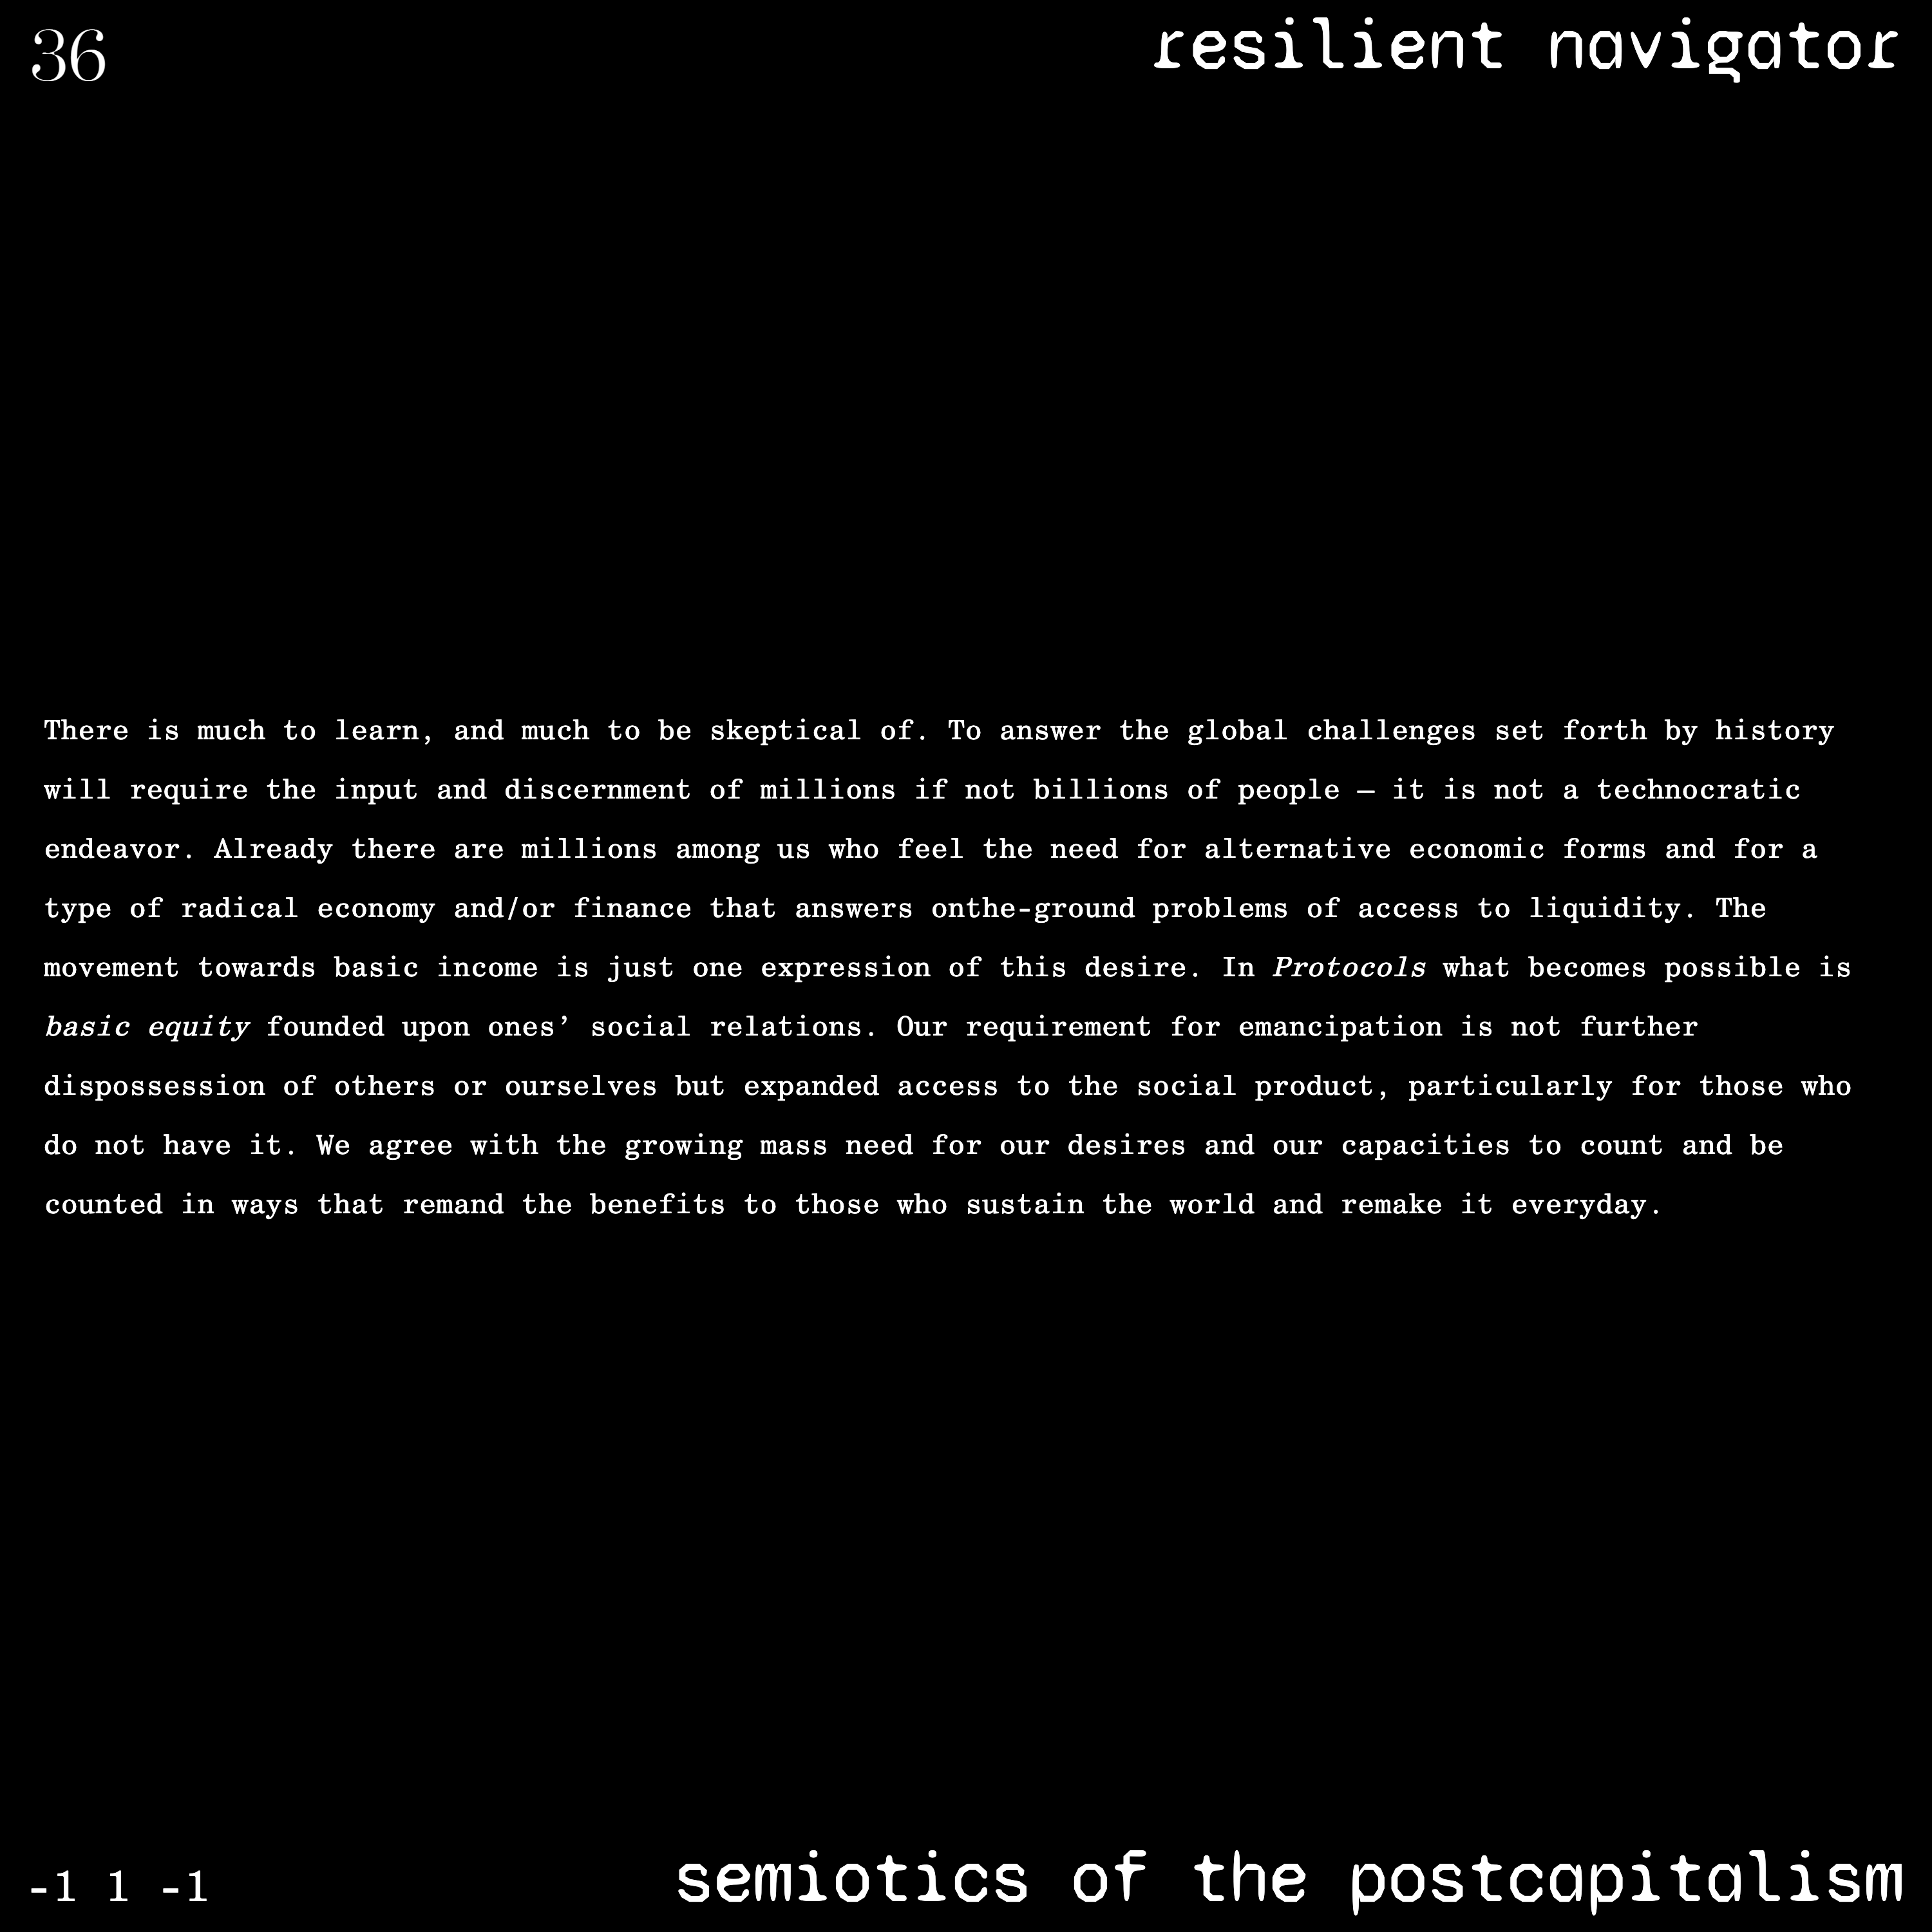 36
resilient navigator
There is much to learn, and much to be skeptical of. To answer the global challenges set forth by history
will require the input and discernment of millions if not billions of people – it is not a technocratic
endeavor. Already there are millions among us who feel the need for alternative economic forms and for a
type of radical economy and/or finance that answers onthe-ground problems of access to liquidity. The
movement towards basic income is just one expression of this desire. In Protocols what becomes possible is
basic equity founded upon ones’ social relations. Our requirement for emancipation is not further
dispossession of others or ourselves but expanded access to the social product, particularly for those who
do not have it. We agree with the growing mass need for our desires and our capacities to count and be
counted in ways that remand the benefits to those who sustain the world and remake it everyday.
-1 1 -1
semiotics of the postcapitalism